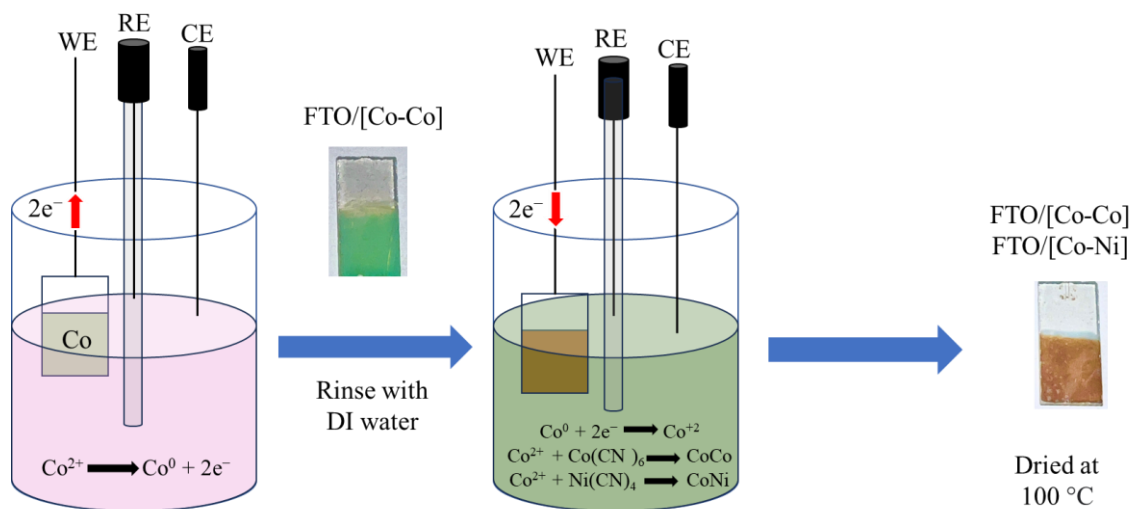 WE
RE
CE
2e⁻
Co
Co²⁺ → Co⁰ + 2e⁻
FTO/[Co-Co]
Rinse with
DI water
WE
RE
CE
2e⁻
Co⁰ + 2e⁻ → Co⁺²
Co²⁺ + Co(CN )₆ → CoCo
Co²⁺ + Ni(CN)₄ → CoNi
FTO/[Co-Co]
FTO/[Co-Ni]
Dried at
100 °C